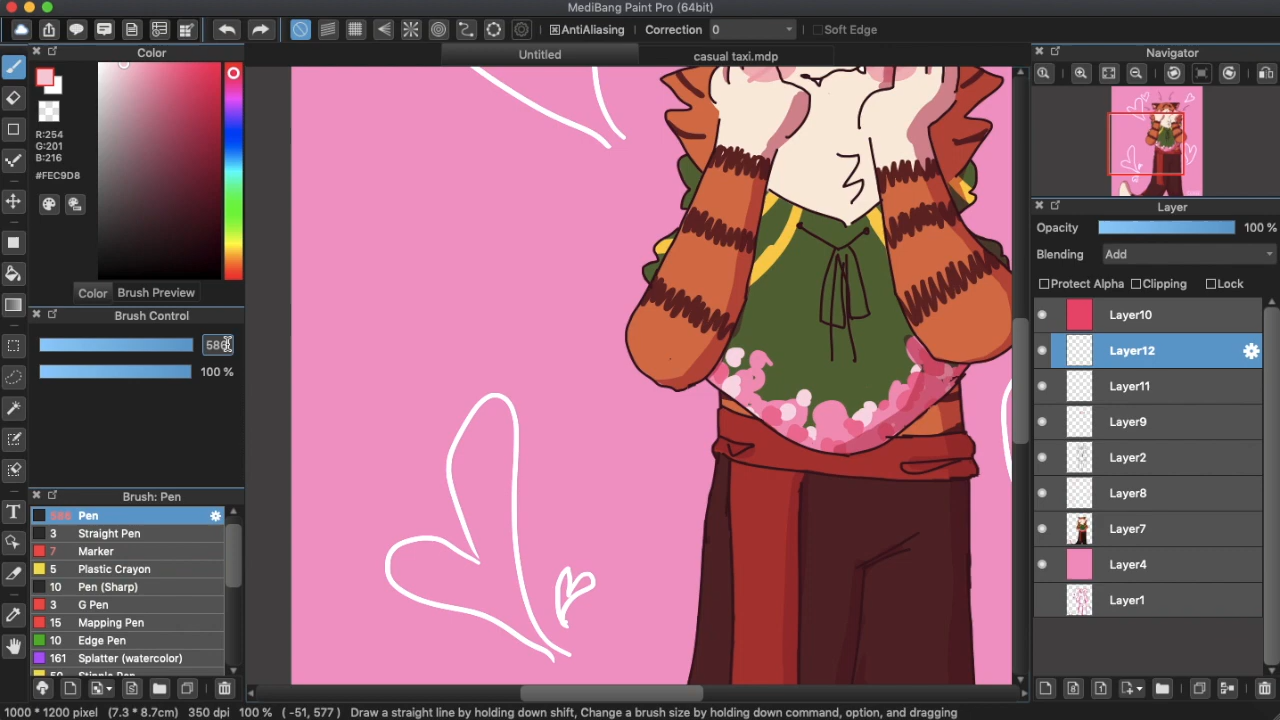 MediBang Paint Pro (64bit)
AntiAliasing Correction 0 Soft Edge
Color
Untitled
casual taxi.mdp
Navigator
R:254
G:201
B:216
#FEC9D8
Color Brush Preview
Brush Control
586
100 %
Layer
Opacity 100 %
Blending Add
Protect Alpha Clipping Lock
Layer10
Layer12
Layer11
Layer9
Layer2
Layer8
Layer7
Layer4
Layer1
Brush: Pen
586 Pen
3 Straight Pen
7 Marker
5 Plastic Crayon
10 Pen (Sharp)
3 G Pen
15 Mapping Pen
10 Edge Pen
161 Splatter (watercolor)
1000 * 1200 pixel (7.3 * 8.7cm) 350 dpi 100 % ( -51, 577 ) Draw a straight line by holding down shift, Change a brush size by holding down command, option, and dragging